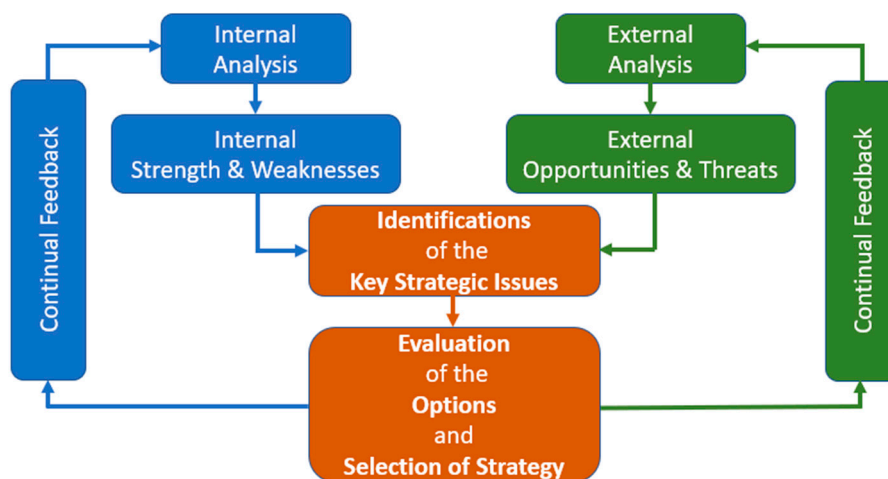 Internal
Analysis
External
Analysis
Continual Feedback
Internal
Strength & Weaknesses
External
Opportunities & Threats
Continual Feedback
Identifications
of the
Key Strategic Issues
Evaluation
of the
Options
and
Selection of Strategy